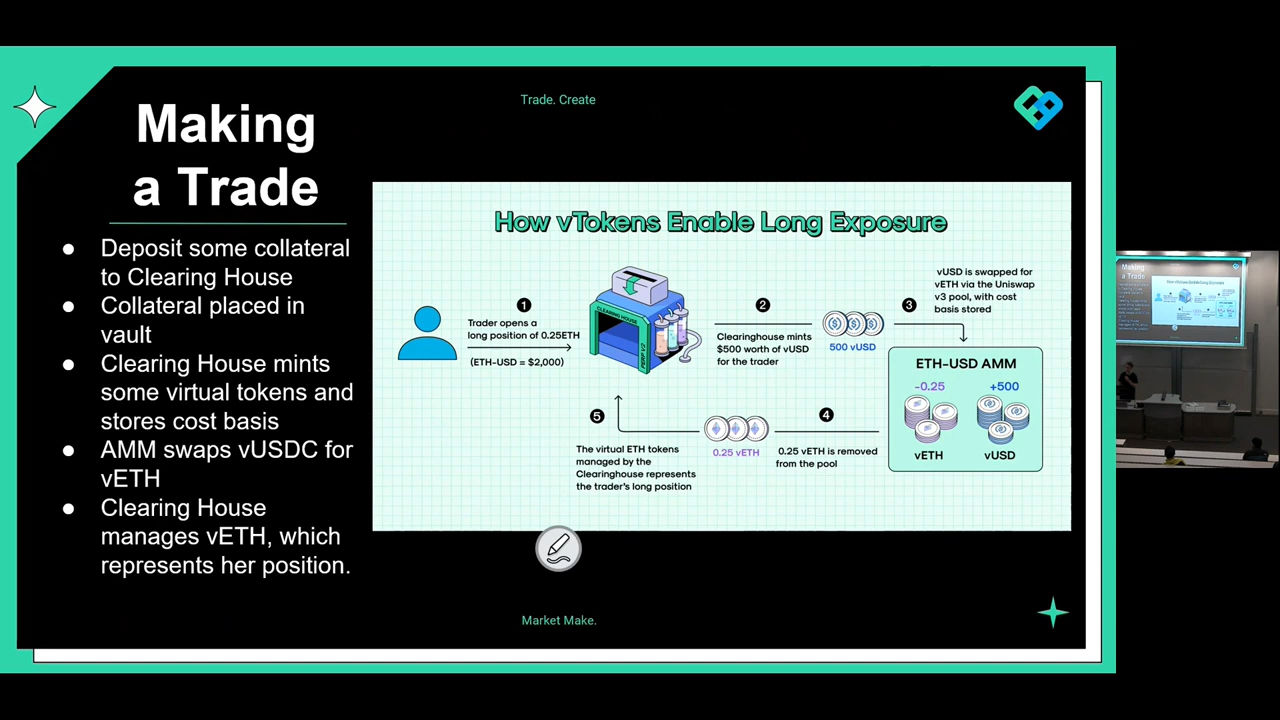 Making
a Trade
Trade. Create
● Deposit some collateral
to Clearing House
● Collateral placed in
vault
● Clearing House mints
some virtual tokens and
stores cost basis
● AMM swaps vUSDC for
vETH
● Clearing House
manages vETH, which
represents her position.
How vTokens Enable Long Exposure
1
Trader opens a
long position of 0.25ETH
(ETH-USD = $2,000)
CLEARING HOUSE
PERP V2
2
Clearinghouse mints
$500 worth of vUSD
for the trader
500 vUSD
3
vUSD is swapped for
vETH via the Uniswap
v3 pool, with cost
basis stored
ETH-USD AMM
-0.25 +500
vETH vUSD
4
0.25 vETH is removed
from the pool
0.25 vETH
5
The virtual ETH tokens
managed by the
Clearinghouse represents
the trader's long position
Market Make.
Making
a Trade